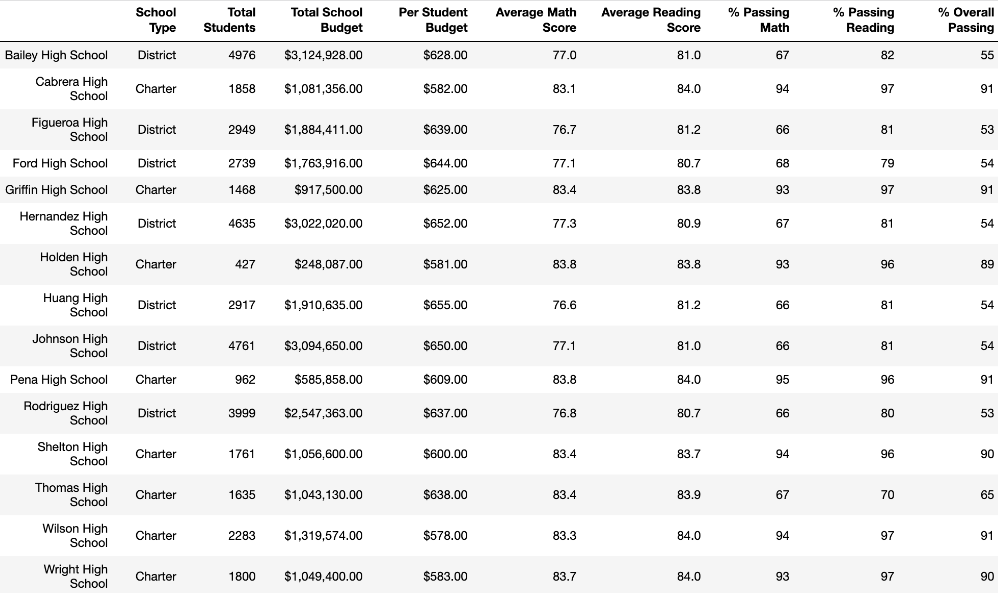 School Type Total Students Total School Budget Per Student Budget Average Math Score Average Reading Score % Passing Math % Passing Reading % Overall Passing
Bailey High School District 4976 $3,124,928.00 $628.00 77.0 81.0 67 82 55
Cabrera High School Charter 1858 $1,081,356.00 $582.00 83.1 84.0 94 97 91
Figueroa High School District 2949 $1,884,411.00 $639.00 76.7 81.2 66 81 53
Ford High School District 2739 $1,763,916.00 $644.00 77.1 80.7 68 79 54
Griffin High School Charter 1468 $917,500.00 $625.00 83.4 83.8 93 97 91
Hernandez High School District 4635 $3,022,020.00 $652.00 77.3 80.9 67 81 54
Holden High School Charter 427 $248,087.00 $581.00 83.8 83.8 93 96 89
Huang High School District 2917 $1,910,635.00 $655.00 76.6 81.2 66 81 54
Johnson High School District 4761 $3,094,650.00 $650.00 77.1 81.0 66 81 54
Pena High School Charter 962 $585,858.00 $609.00 83.8 84.0 95 96 91
Rodriguez High School District 3999 $2,547,363.00 $637.00 76.8 80.7 66 80 53
Shelton High School Charter 1761 $1,056,600.00 $600.00 83.4 83.7 94 96 90
Thomas High School Charter 1635 $1,043,130.00 $638.00 83.4 83.9 67 70 65
Wilson High School Charter 2283 $1,319,574.00 $578.00 83.3 84.0 94 97 91
Wright High School Charter 1800 $1,049,400.00 $583.00 83.7 84.0 93 97 90